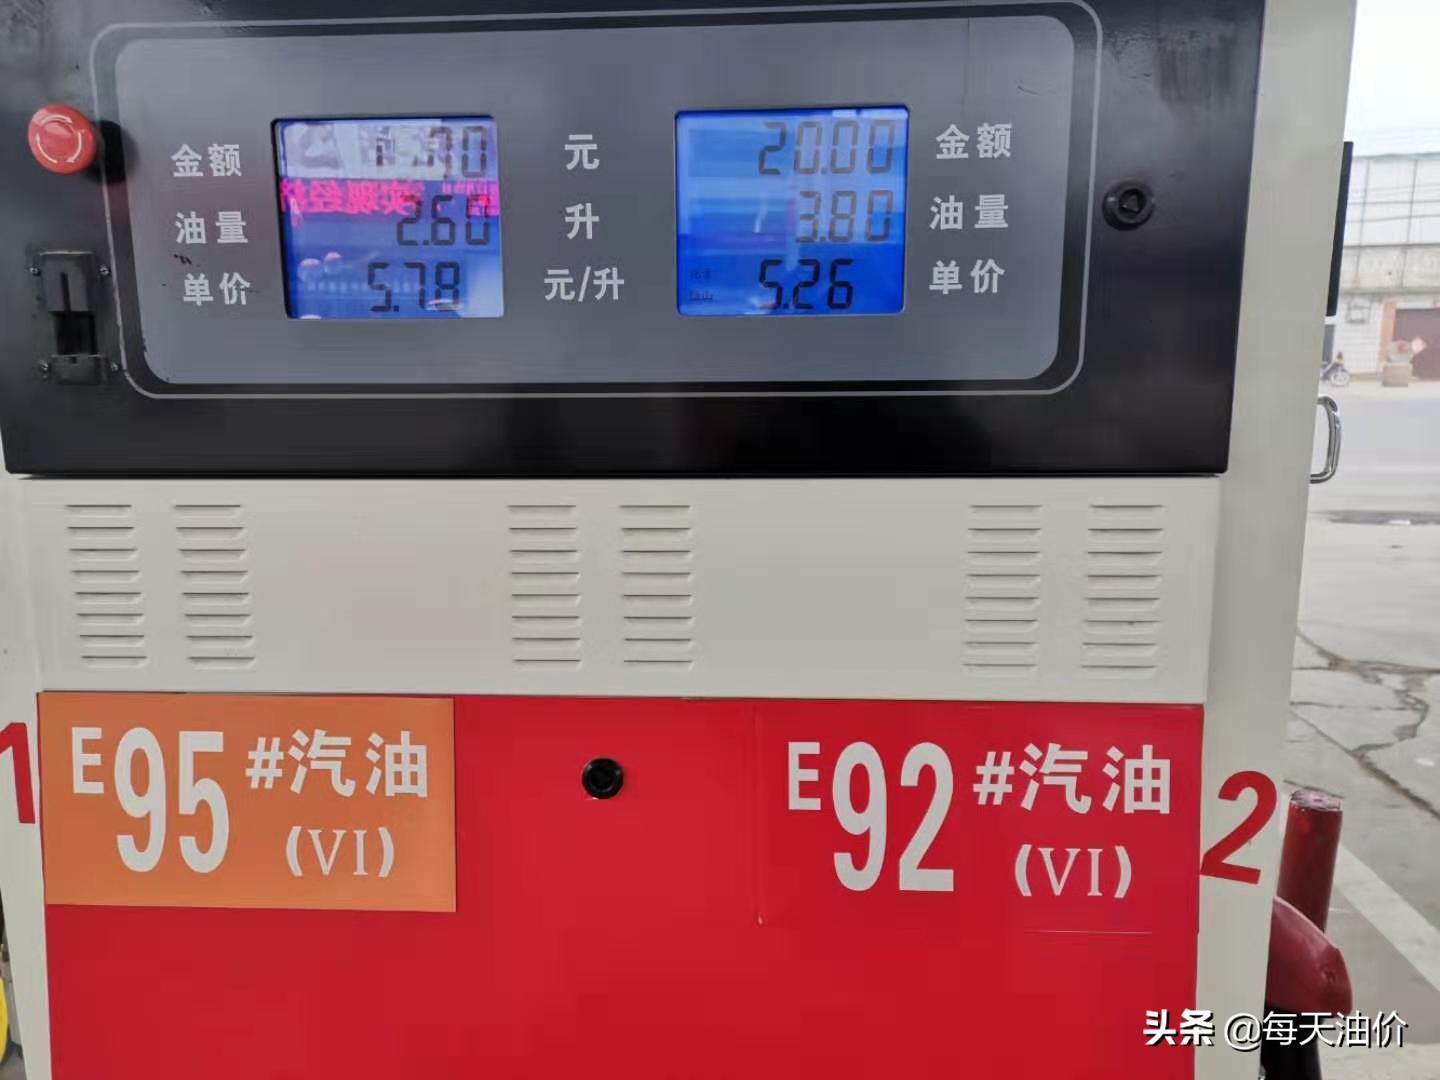 金额 元 20.00 金额
油量 2.60 升 3.80 油量
单价 5.78 元/升 5.26 单价
E95#汽油
(VI)
E92#汽油
(VI)
1
2
头条 @每天油价